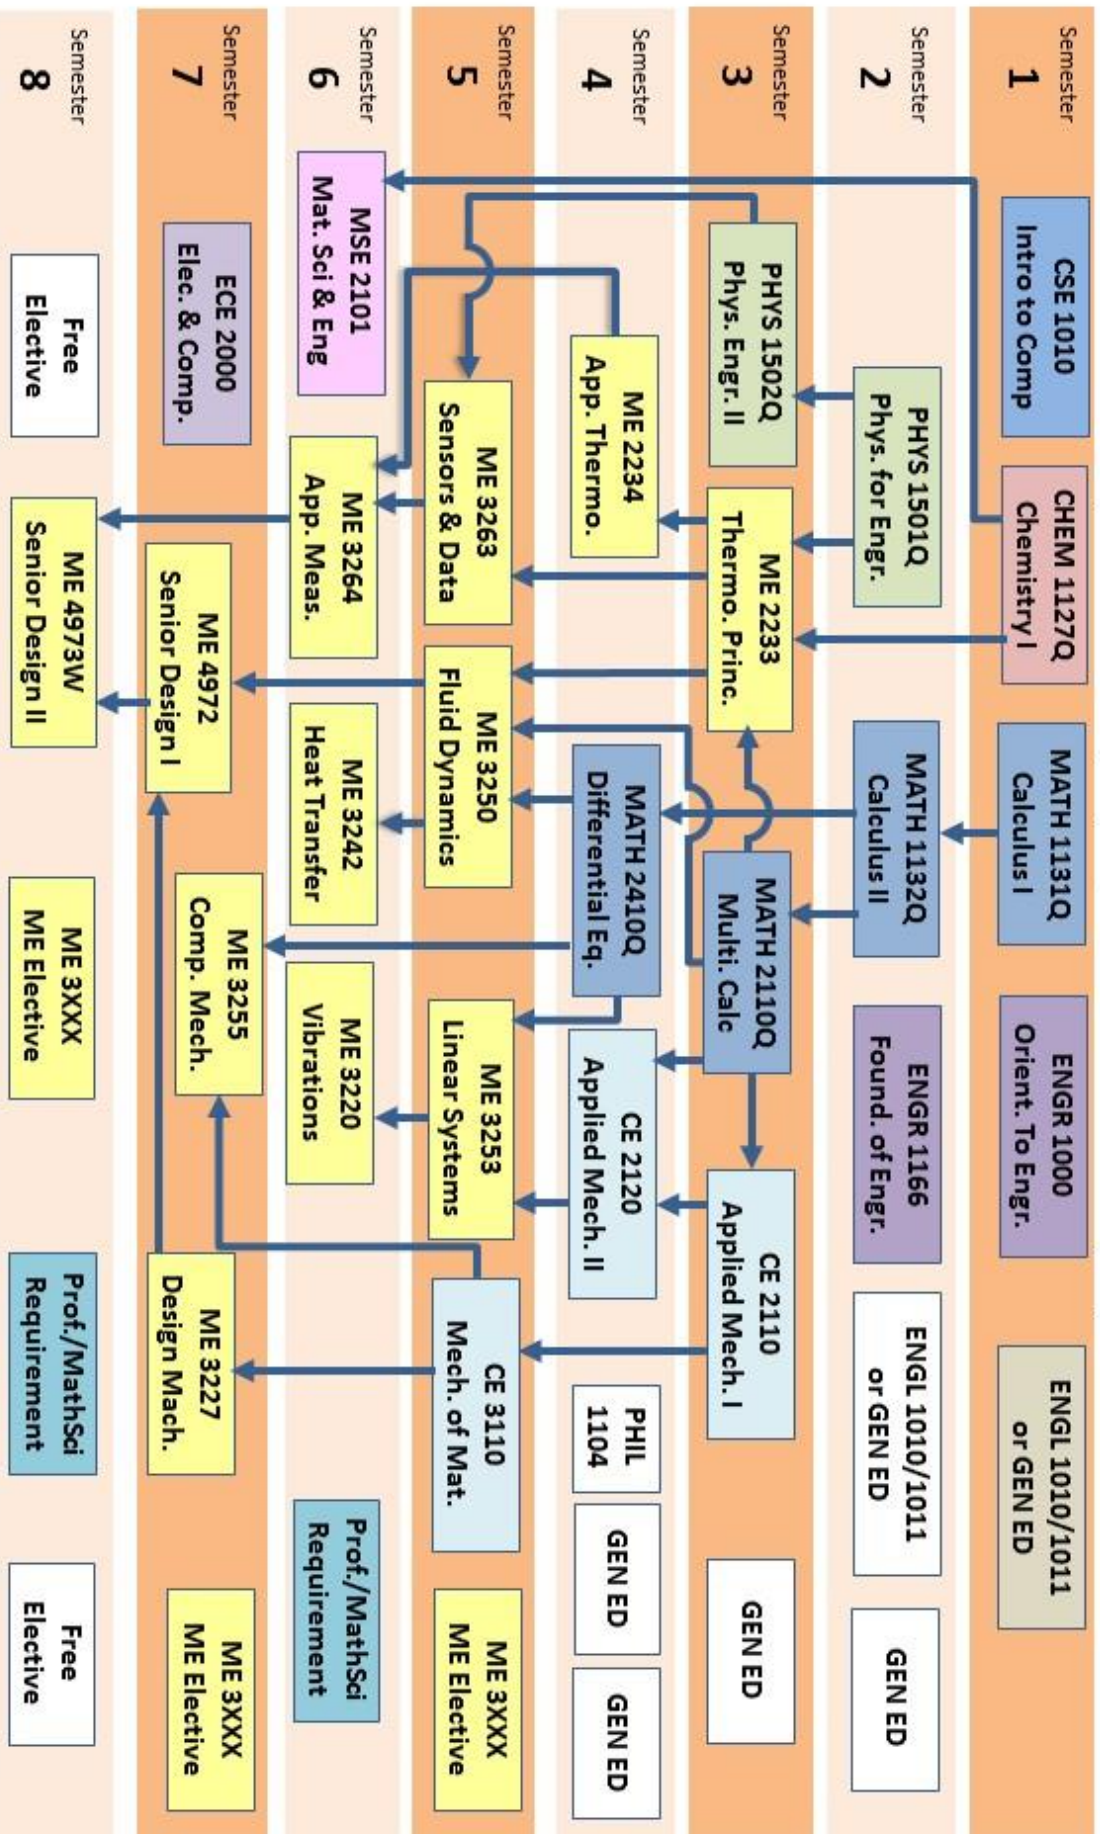 Semester
1
CSE 1010
Intro to Comp
CHEM 1127Q
Chemistry I
MATH 1131Q
Calculus I
ENGR 1000
Orient. To Engr.
ENGL 1010/1011
or GEN ED
Semester
2
PHYS 1501Q
Phys. for Engr.
MATH 1132Q
Calculus II
ENGR 1166
Found. of Engr.
ENGL 1010/1011
or GEN ED
GEN ED
Semester
3
PHYS 1502Q
Phys. Engr. II
ME 2233
Thermo. Princ.
MATH 2110Q
Multi. Calc
CE 2110
Applied Mech. I
GEN ED
Semester
4
ME 2234
App. Thermo.
MATH 2410Q
Differential Eq.
CE 2120
Applied Mech. II
PHIL
1104
GEN ED
GEN ED
Semester
5
ME 3263
Sensors & Data
ME 3250
Fluid Dynamics
ME 3253
Linear Systems
CE 3110
Mech. of Mat.
ME 3XXX
ME Elective
Semester
6
MSE 2101
Mat. Sci & Eng
ME 3264
App. Meas.
ME 3242
Heat Transfer
ME 3220
Vibrations
Prof./MathSci
Requirement
Semester
7
ECE 2000
Elec. & Comp.
ME 4972
Senior Design I
ME 3255
Comp. Mech.
ME 3227
Design Mach.
ME 3XXX
ME Elective
Semester
8
Free
Elective
ME 4973W
Senior Design II
ME 3XXX
ME Elective
Prof./MathSci
Requirement
Free
Elective